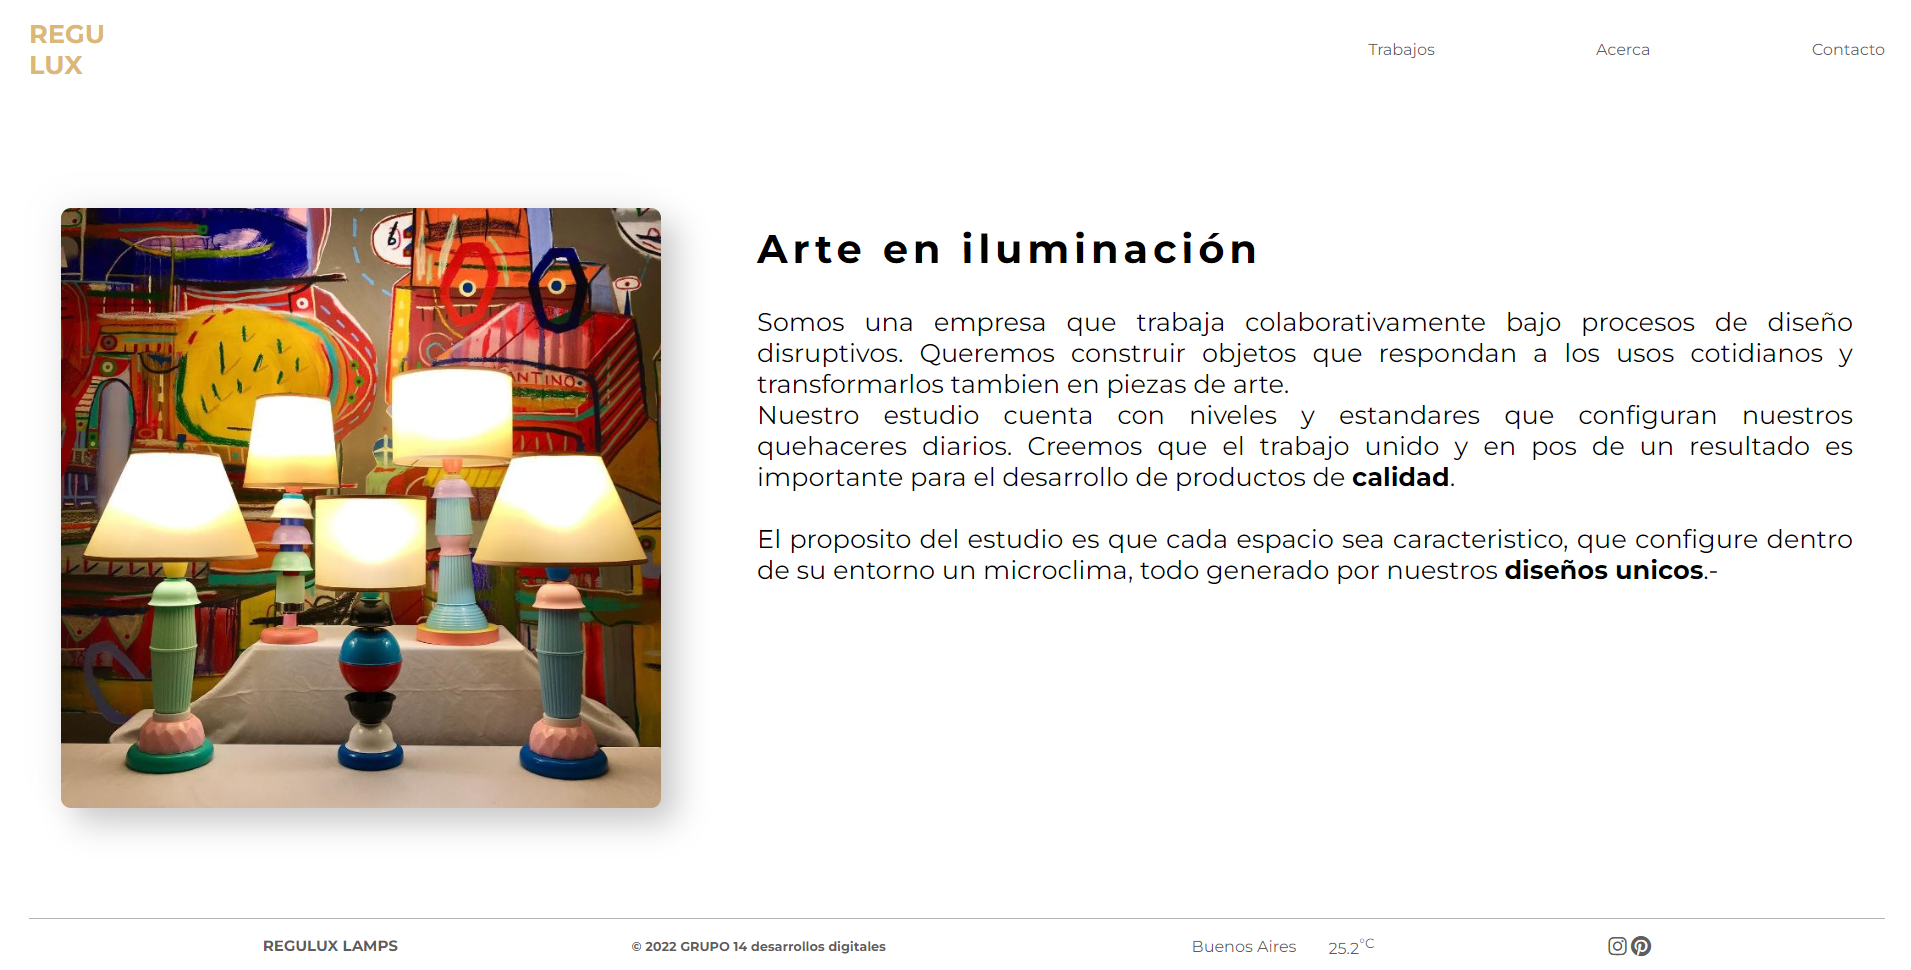 REGU
LUX
Trabajos Acerca Contacto
Arte en iluminación
Somos una empresa que trabaja colaborativamente bajo procesos de diseño
disruptivos. Queremos construir objetos que respondan a los usos cotidianos y
transformarlos tambien en piezas de arte.
Nuestro estudio cuenta con niveles y estandares que configuran nuestros
quehaceres diarios. Creemos que el trabajo unido y en pos de un resultado es
importante para el desarrollo de productos de calidad.
El proposito del estudio es que cada espacio sea caracteristico, que configure dentro
de su entorno un microclima, todo generado por nuestros diseños unicos.-
REGULUX LAMPS © 2022 GRUPO 14 desarrollos digitales Buenos Aires 25.2°C